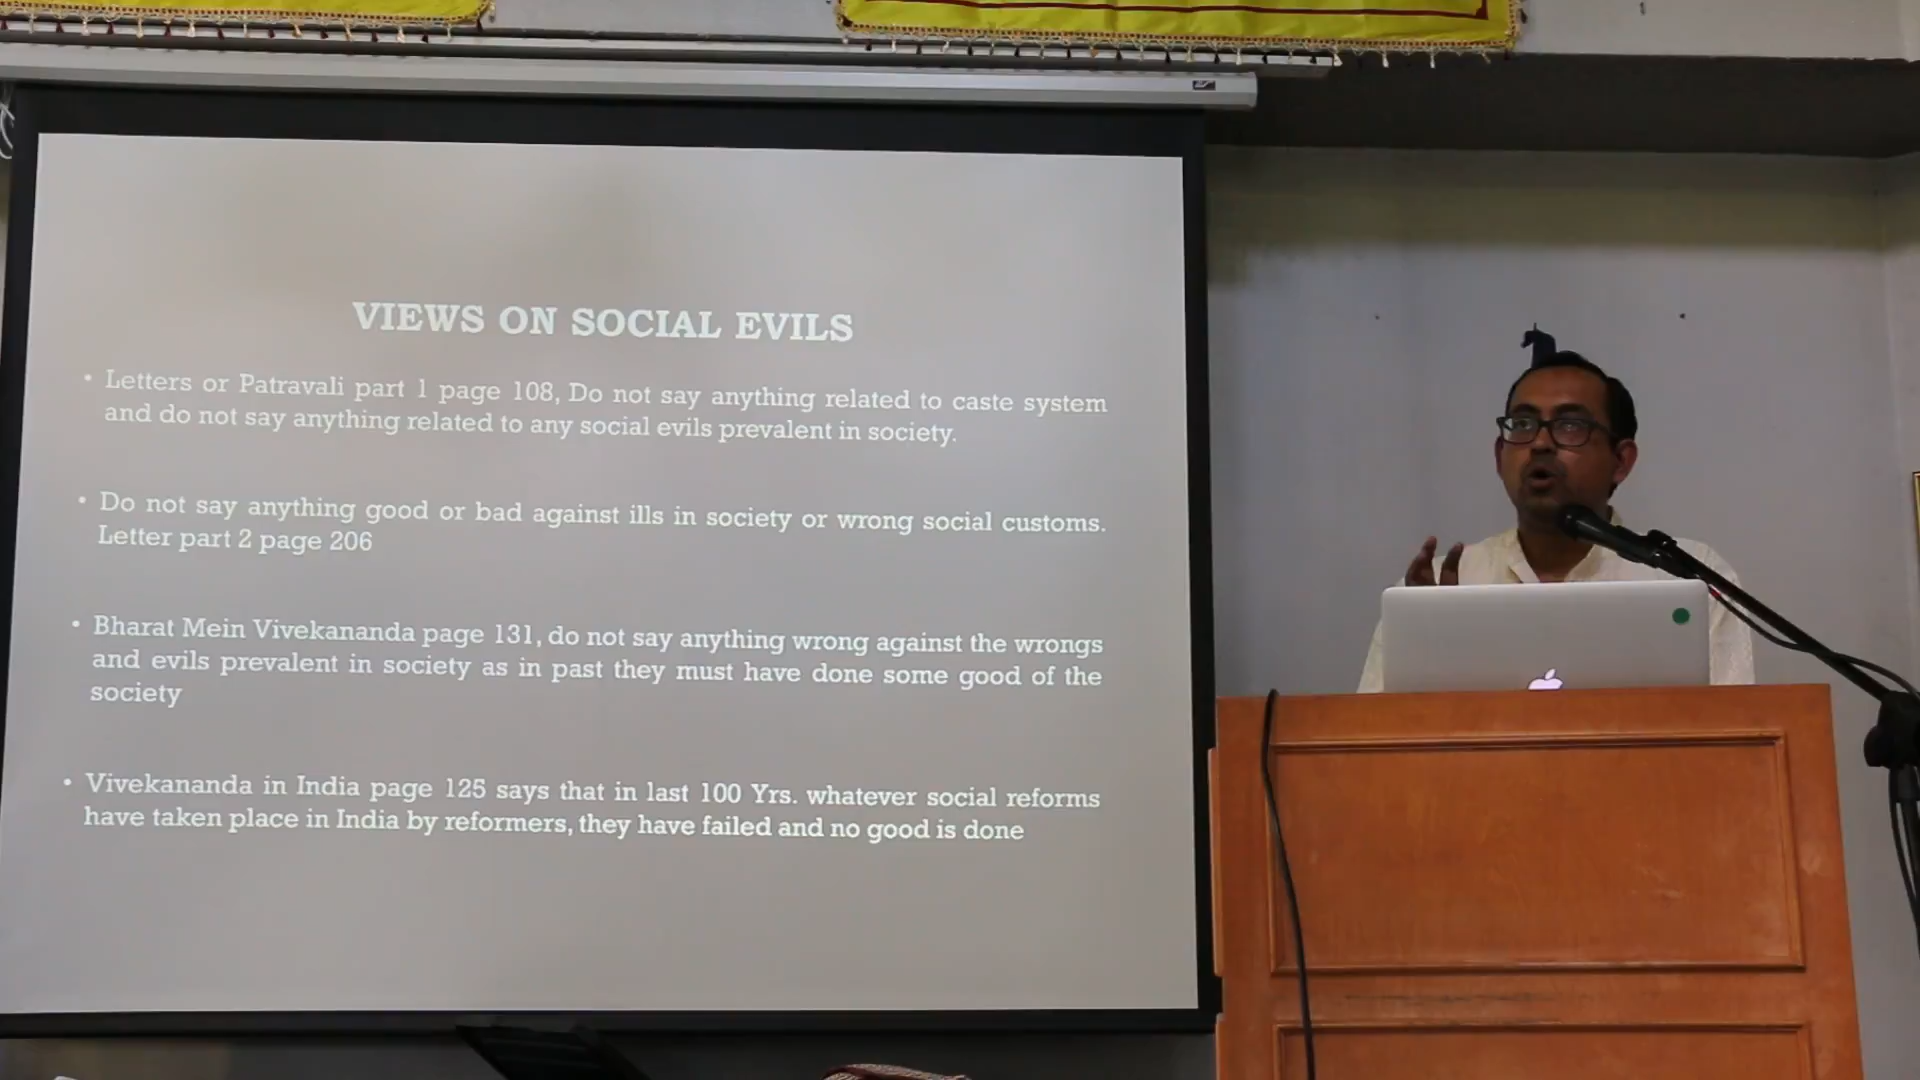 VIEWS ON SOCIAL EVILS
• Letters or Patravali part 1 page 108, Do not say anything related to caste system
and do not say anything related to any social evils prevalent in society.
• Do not say anything good or bad against ills in society or wrong social customs.
Letter part 2 page 206
• Bharat Mein Vivekananda page 131, do not say anything wrong against the wrongs
and evils prevalent in society as in past they must have done some good of the
society
• Vivekananda in India page 125 says that in last 100 Yrs. whatever social reforms
have taken place in India by reformers, they have failed and no good is done